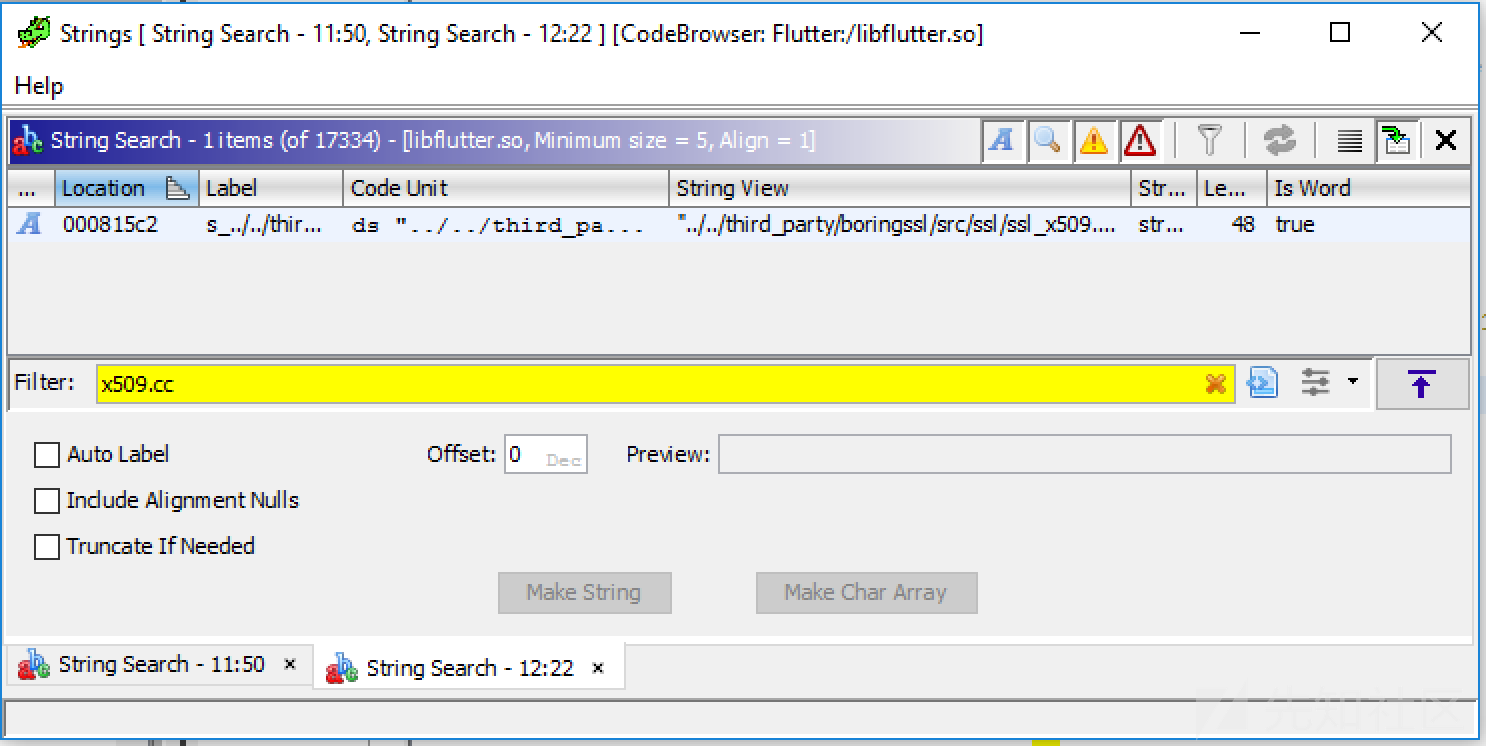 Strings [ String Search - 11:50, String Search - 12:22 ] [CodeBrowser: Flutter:/libflutter.so]
Help
String Search - 1 items (of 17334) - [libflutter.so, Minimum size = 5, Align = 1]
... Location Label Code Unit String View Str... Le... Is Word
A 000815c2 s_../../thir... ds "../../third_pa... "../../third_party/boringssl/src/ssl/ssl_x509.... str... 48 true
Filter: x509.cc
Auto Label Offset: 0 Dec Preview:
Include Alignment Nulls
Truncate If Needed
Make String Make Char Array
String Search - 11:50 × String Search - 12:22 ×
先知社区